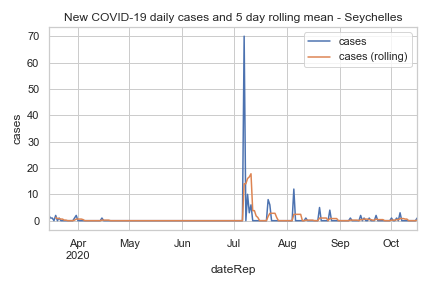 New COVID-19 daily cases and 5 day rolling mean - Seychelles
cases
cases (rolling)
70
60
50
40
30
20
10
0
cases
Apr May Jun Jul Aug Sep Oct
2020
dateRep